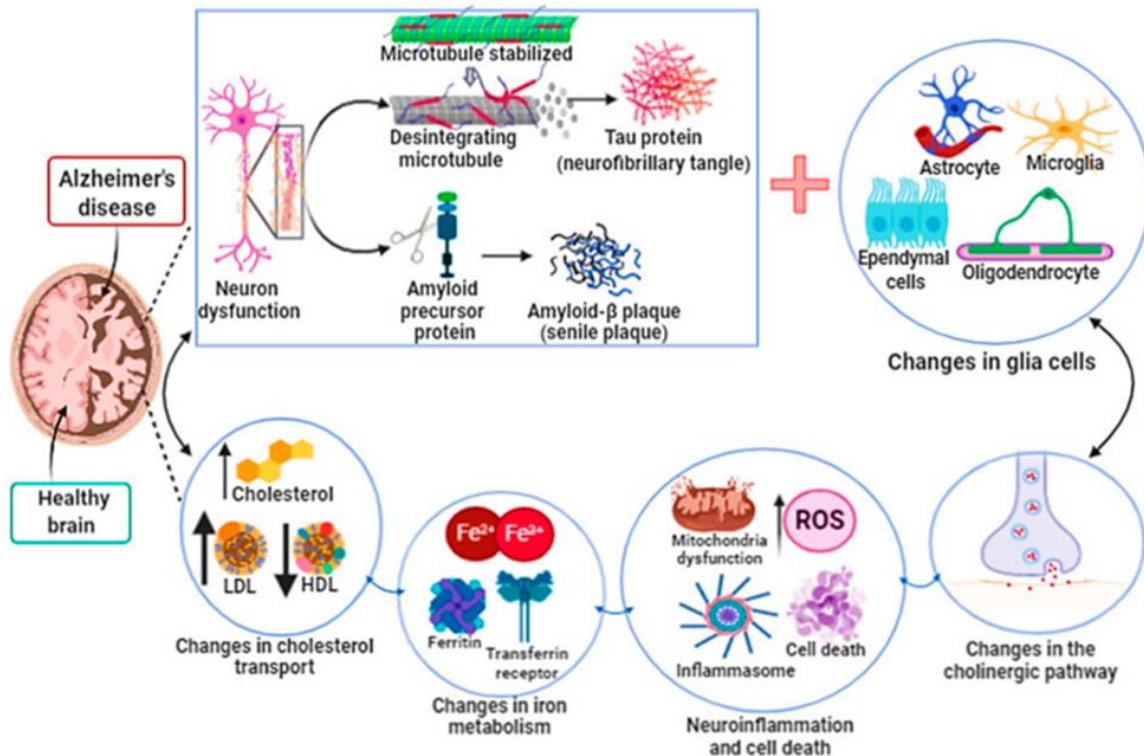 Microtubule stabilized
Desintegrating
microtubule
Tau protein
(neurofibrillary tangle)
Neuron
dysfunction
Amyloid
precursor
protein
Amyloid-β plaque
(senile plaque)
Astrocyte
Microglia
Ependymal
cells
Oligodendrocyte
Changes in glia cells
Alzheimer's
disease
Healthy
brain
Cholesterol
LDL
HDL
Changes in cholesterol
transport
Fe2+
Fe3+
Ferritin
Transferrin
receptor
Changes in iron
metabolism
Mitochondria
dysfunction
ROS
Inflammasome
Cell death
Neuroinflammation
and cell death
Changes in the
cholinergic pathway